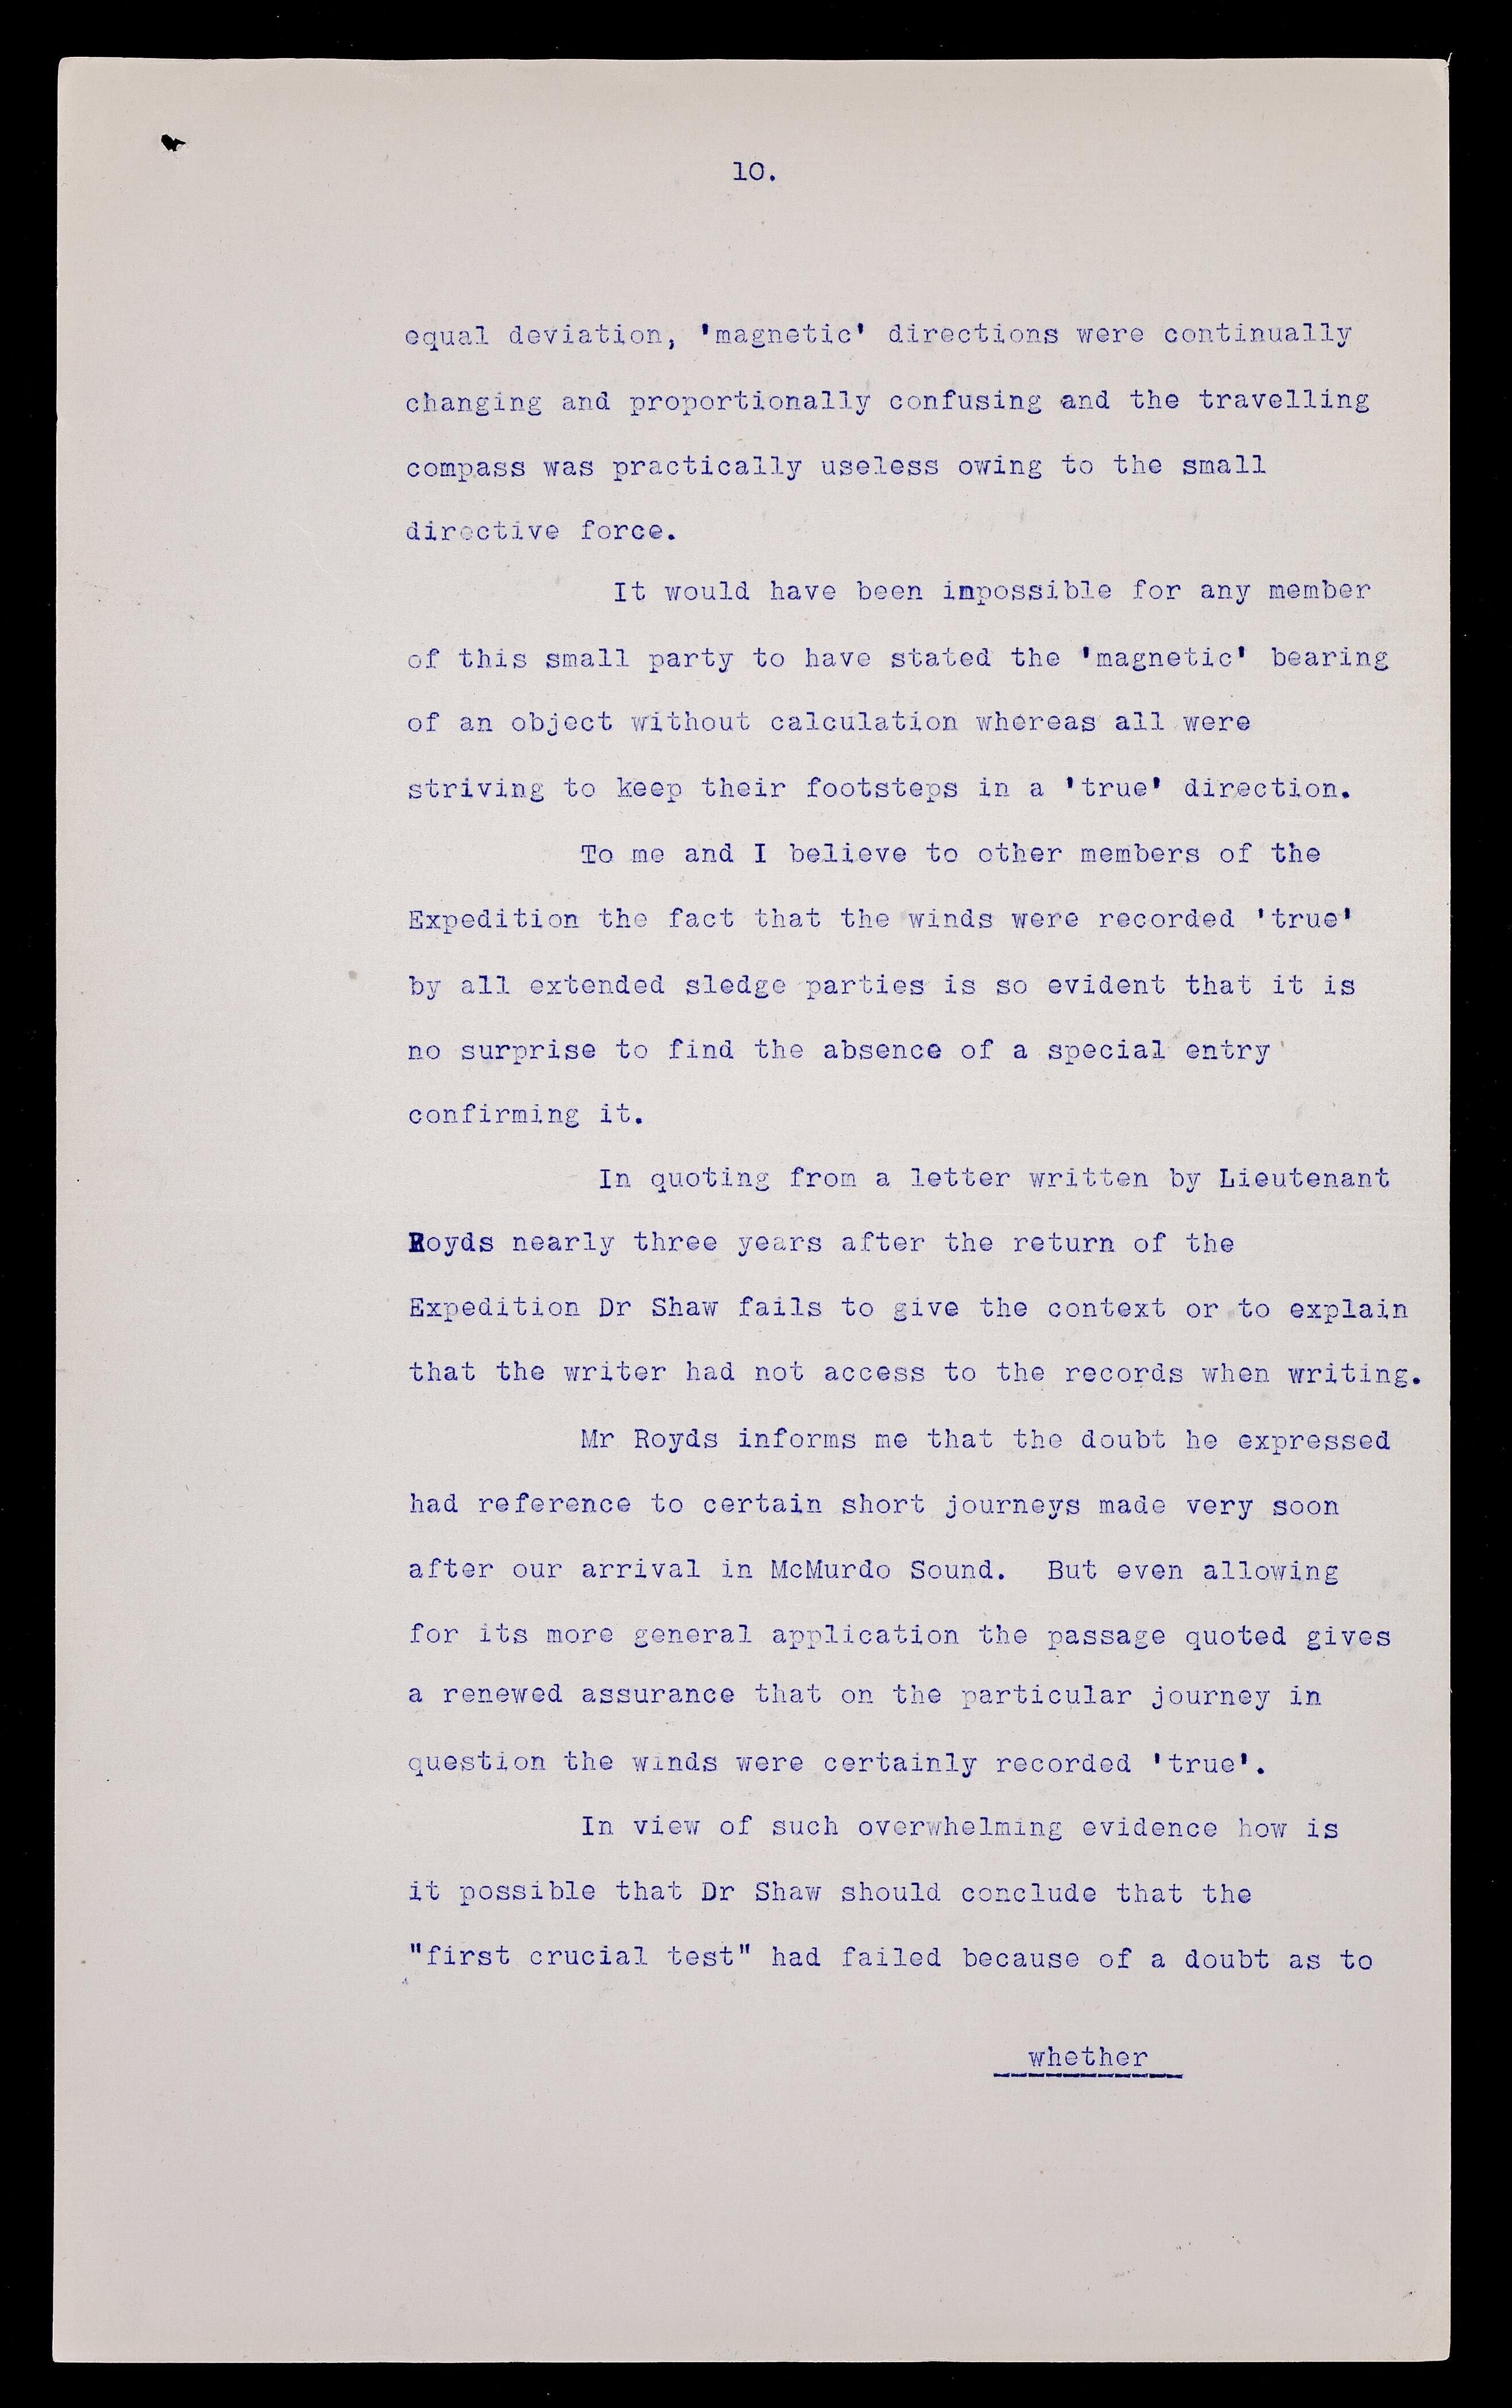 10.
equal deviation, 'magnetic' directions were continually
changing and proportionally confusing and the travelling
compass was practically useless owing to the small
directive force.
It would have been impossible for any member
of this small party to have stated the 'magnetic' bearing
of an object without calculation whereas all were
striving to keep their footsteps in a 'true' direction.
To me and I believe to other members of the
Expedition the fact that the winds were recorded 'true'
by all extended sledge parties is so evident that it is
no surprise to find the absence of a special entry
confirming it.
In quoting from a letter written by Lieutenant
Royds nearly three years after the return of the
Expedition Dr Shaw fails to give the context or to explain
that the writer had not access to the records when writing.
Mr Royds informs me that the doubt he expressed
had reference to certain short journeys made very soon
after our arrival in McMurdo Sound.  But even allowing
for its more general application the passage quoted gives
a renewed assurance that on the particular journey in
question the winds were certainly recorded 'true'.
In view of such overwhelming evidence how is
it possible that Dr Shaw should conclude that the
"first crucial test" had failed because of a doubt as to
whether